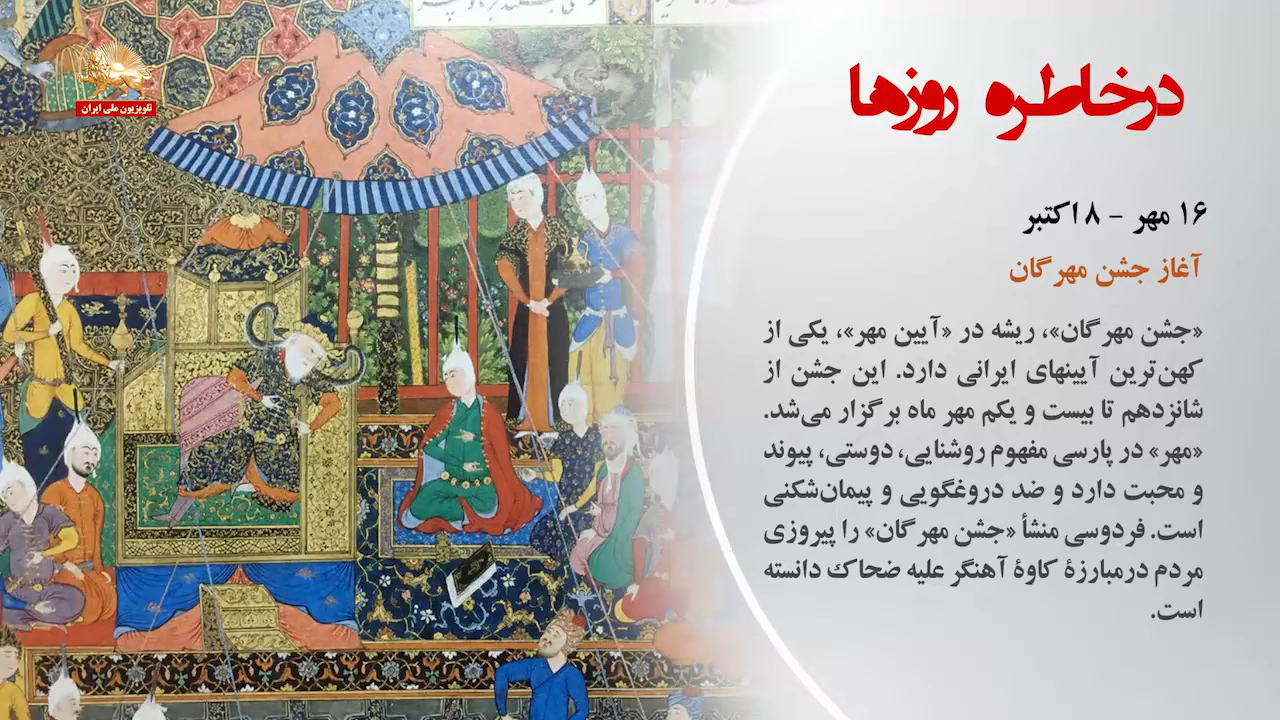 درخاطره روزها
تلویزیون ملی ایران
۱۶ مهر - ۸ اکتبر
آغاز جشن مهرگان
«جشن مهرگان»، ریشه در «آیین مهر»، یکی از
کهن‌ترین آیینهای ایرانی دارد. این جشن از
شانزدهم تا بیست و یکم مهر ماه برگزار می‌شد.
«مهر» در پارسی مفهوم روشنایی، دوستی، پیوند
و محبت دارد و ضد دروغگویی و پیمان‌شکنی
است. فردوسی منشأ «جشن مهرگان» را پیروزی
مردم درمبارزۀ کاوۀ آهنگر علیه ضحاک دانسته
است.